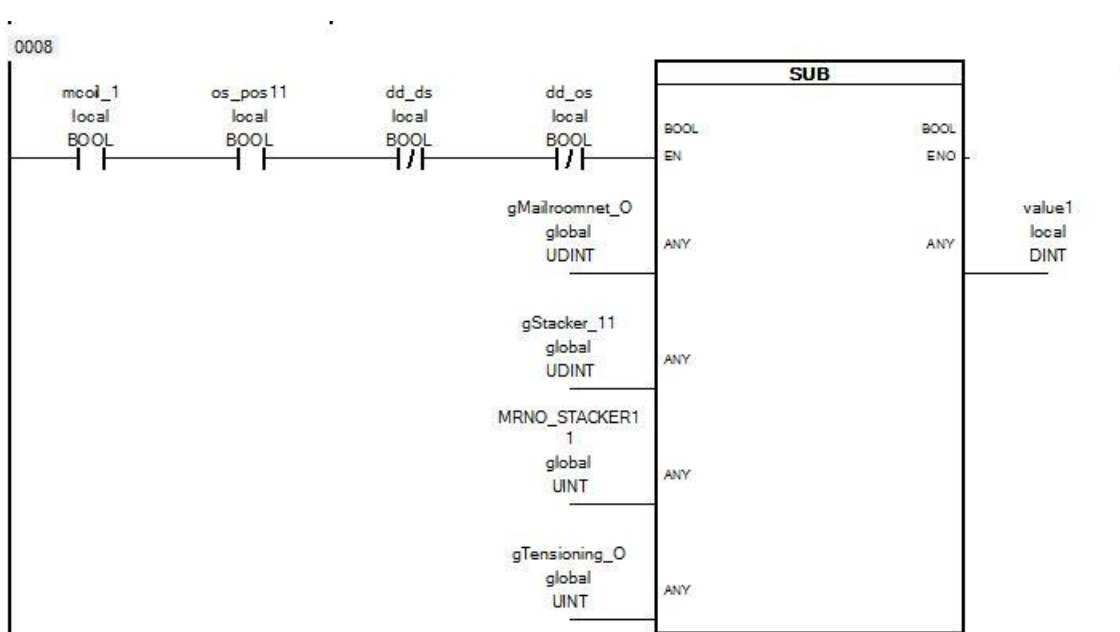 0008
SUB
mcoil_1
local
BOOL
os_pos11
local
BOOL
dd_ds
local
BOOL
dd_os
local
BOOL
BOOL
EN
BOOL
ENO
gMailroomnet_O
global
UDINT
ANY
ANY
value1
local
DINT
gStacker_11
global
UDINT
ANY
MRNO_STACKER1
1
global
UINT
ANY
gTensioning_O
global
UINT
ANY